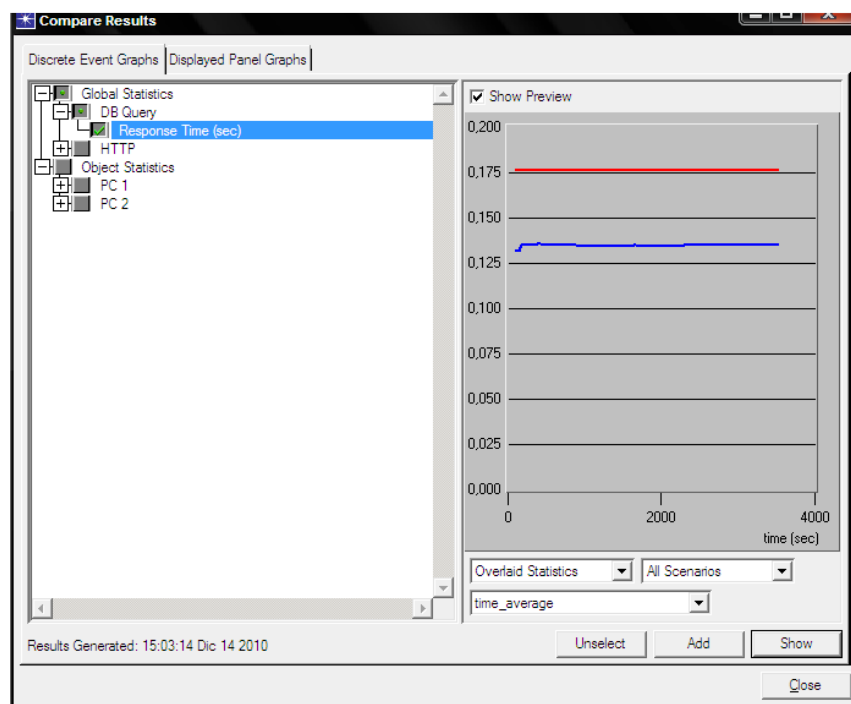 Compare Results
Discrete Event Graphs Displayed Panel Graphs
Global Statistics
DB Query
Response Time (sec)
HTTP
Object Statistics
PC 1
PC 2
Show Preview
0,200
0,175
0,150
0,125
0,100
0,075
0,050
0,025
0,000
0 2000 4000
time (sec)
Overlaid Statistics All Scenarios
time_average
Results Generated: 15:03:14 Dic 14 2010
Unselect Add Show
Close